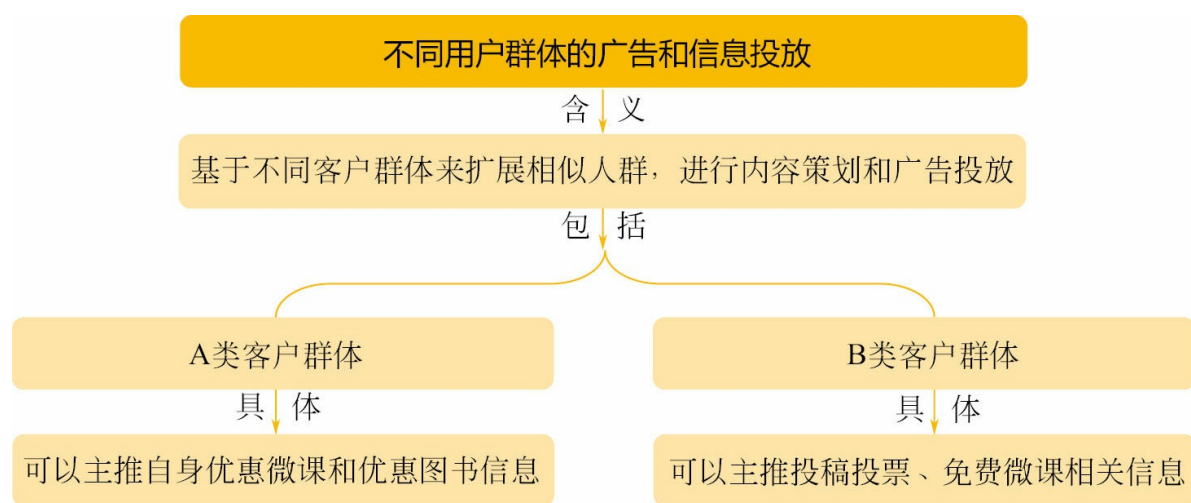 不同用户群体的广告和信息投放
含义
基于不同客户群体来扩展相似人群，进行内容策划和广告投放
包括
A类客户群体
B类客户群体
具体
具体
可以主推自身优惠微课和优惠图书信息
可以主推投稿投票、免费微课相关信息